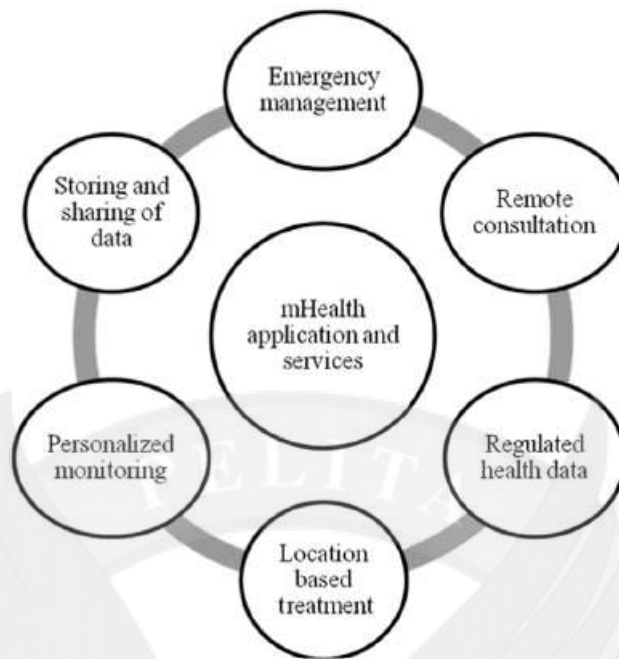 Emergency
management
Storing and
sharing of
data
Remote
consultation
mHealth
application and
services
Personalized
monitoring
Regulated
health data
PELITA
Location
based
treatment